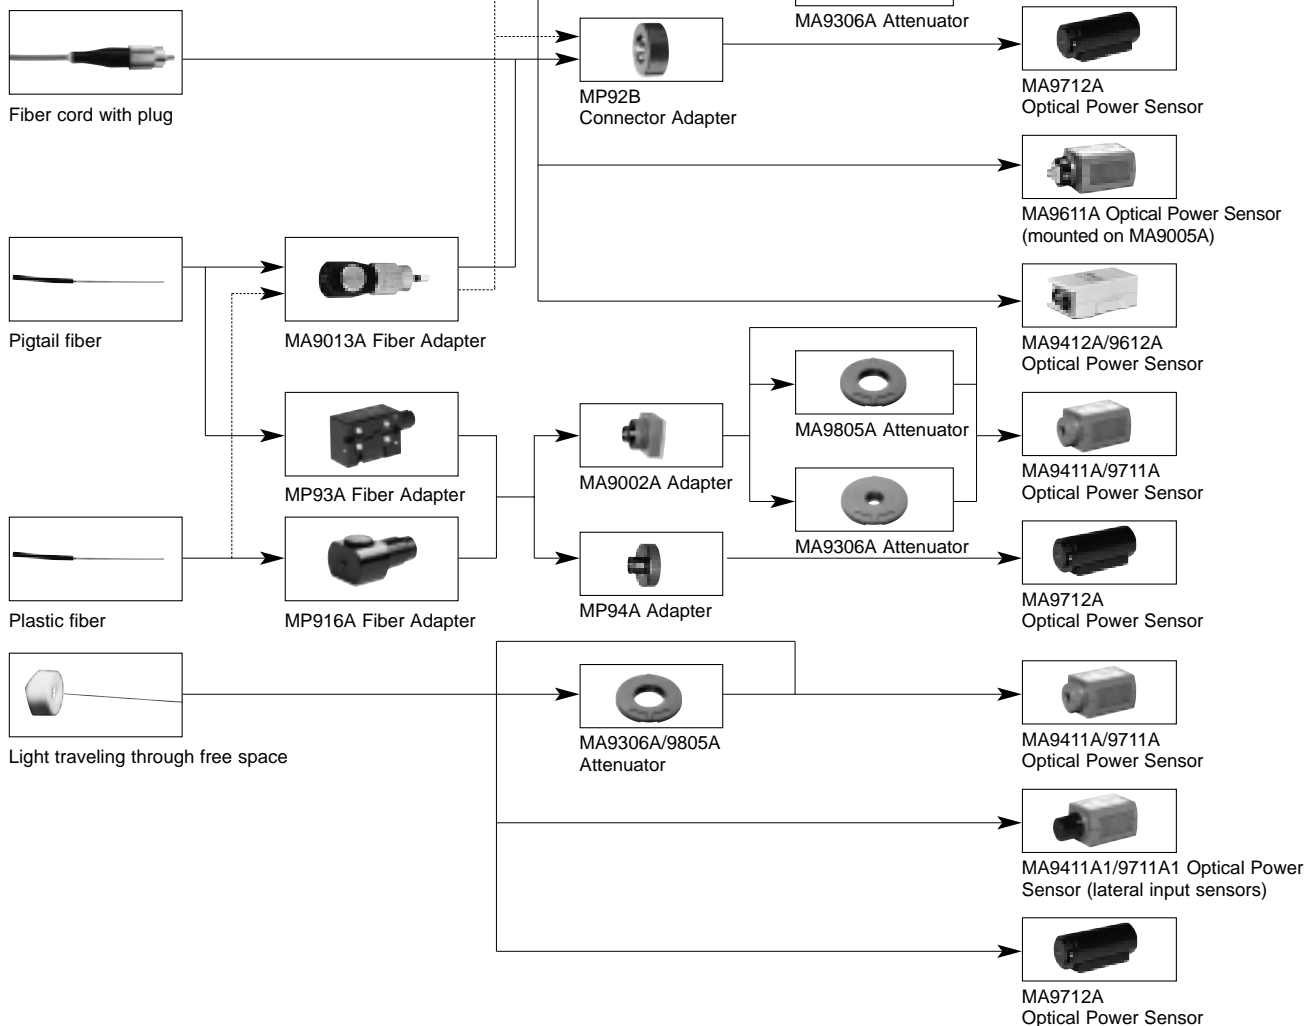 MA9306A Attenuator
MA9712A
Optical Power Sensor
Fiber cord with plug
MP92B
Connector Adapter
MA9611A Optical Power Sensor
(mounted on MA9005A)
Pigtail fiber
MA9013A Fiber Adapter
MA9412A/9612A
Optical Power Sensor
MA9805A Attenuator
MP93A Fiber Adapter
MA9002A Adapter
MA9411A/9711A
Optical Power Sensor
MA9306A Attenuator
Plastic fiber
MP916A Fiber Adapter
MP94A Adapter
MA9712A
Optical Power Sensor
Light traveling through free space
MA9306A/9805A
Attenuator
MA9411A/9711A
Optical Power Sensor
MA9411A1/9711A1 Optical Power
Sensor (lateral input sensors)
MA9712A
Optical Power Sensor